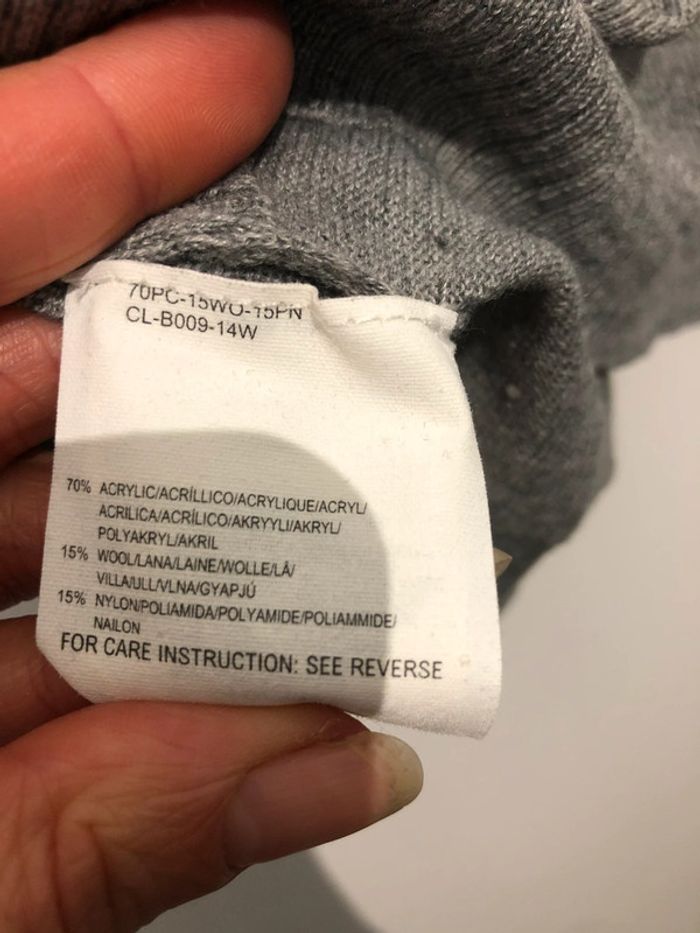 70PC-15WO-15PN
CL-B009-14W
70% ACRYLIC/ACRÍLLICO/ACRYLIQUE/ACRYL/
ACRILICA/ACRÍLICO/AKRYYLI/AKRYL/
POLYAKRYL/AKRIL
15% WOOL/LANA/LAINE/WOLLE/LÃ/
VILLA/ULL/VLNA/GYAPJÚ
15% NYLON/POLIAMIDA/POLYAMIDE/POLIAMMIDE/
NAILON
FOR CARE INSTRUCTION: SEE REVERSE